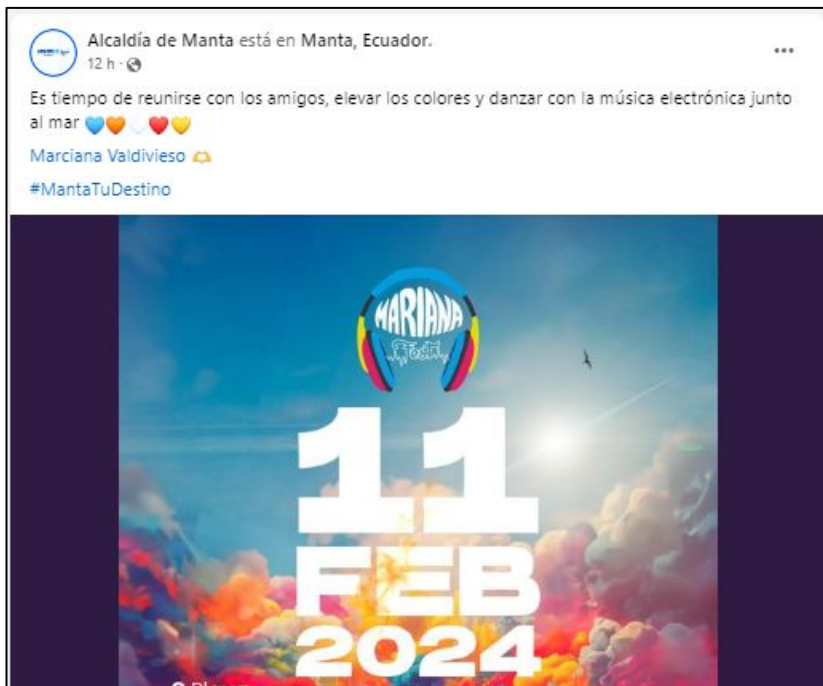 Alcaldía de Manta está en Manta, Ecuador.
12 h ·
Es tiempo de reunirse con los amigos, elevar los colores y danzar con la música electrónica junto
al mar 💙🧡🤍❤️💛
Marciana Valdivieso 🫶
#MantaTuDestino
MARIANA
Fest
11
FEB
2024